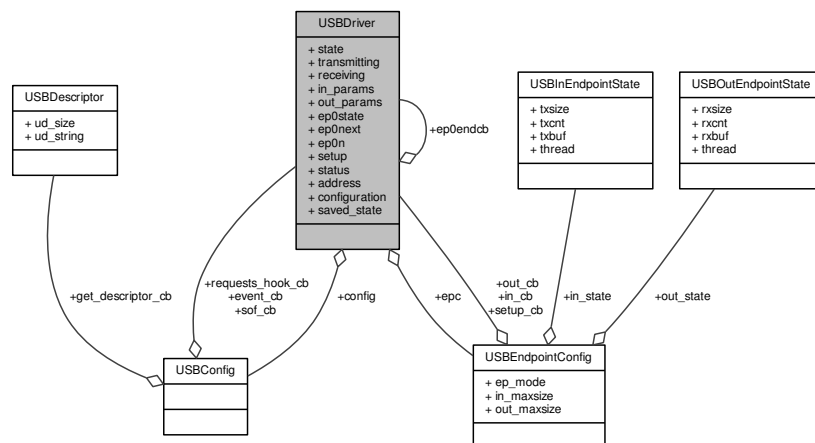 USBDriver
+ state
+ transmitting
+ receiving
+ in_params
+ out_params
+ ep0state
+ ep0next
+ ep0n
+ setup
+ status
+ address
+ configuration
+ saved_state
USBDescriptor
+ ud_size
+ ud_string
USBInEndpointState
+ txsize
+ txcnt
+ txbuf
+ thread
USBOutEndpointState
+ rxsize
+ rxcnt
+ rxbuf
+ thread
+ep0endcb
+get_descriptor_cb
+requests_hook_cb
+event_cb
+sof_cb
+config
+epc
+out_cb
+in_cb
+setup_cb
+in_state
+out_state
USBConfig
USBEndpointConfig
+ ep_mode
+ in_maxsize
+ out_maxsize